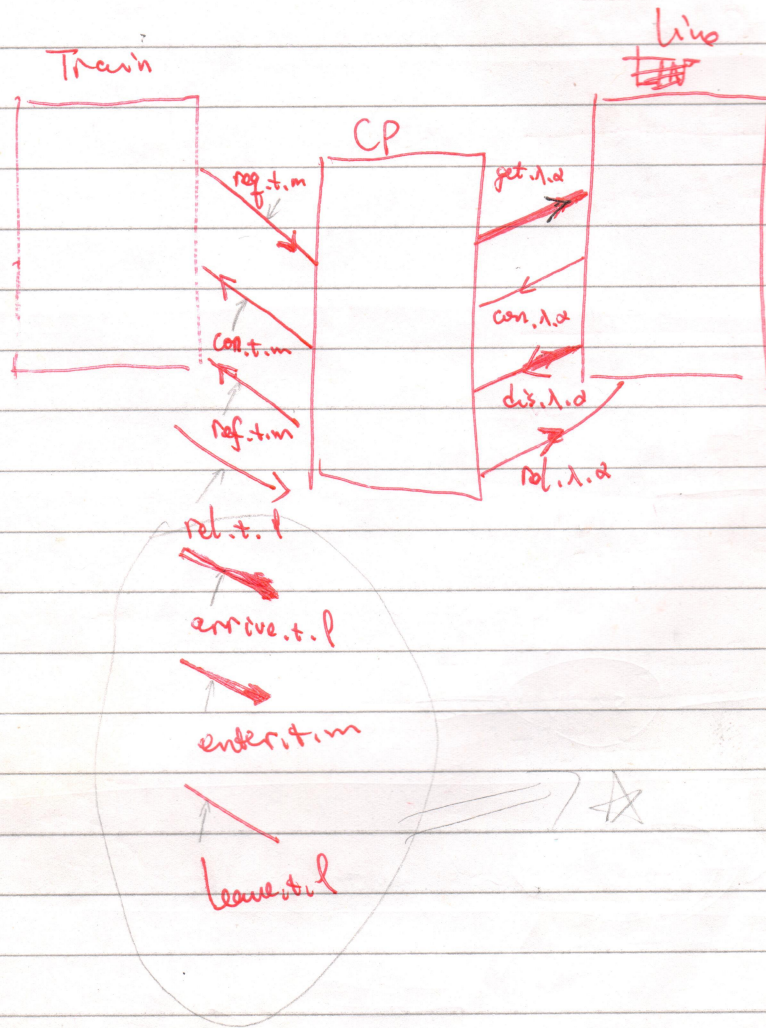 Train
Line
CP
req.t.m
get.λ.α
con.t.m
con.λ.α
ref.t.m
dis.λ.α
rel.t.l
rel.λ.α
arrive.t.l
enter.t.m
leave.t.l